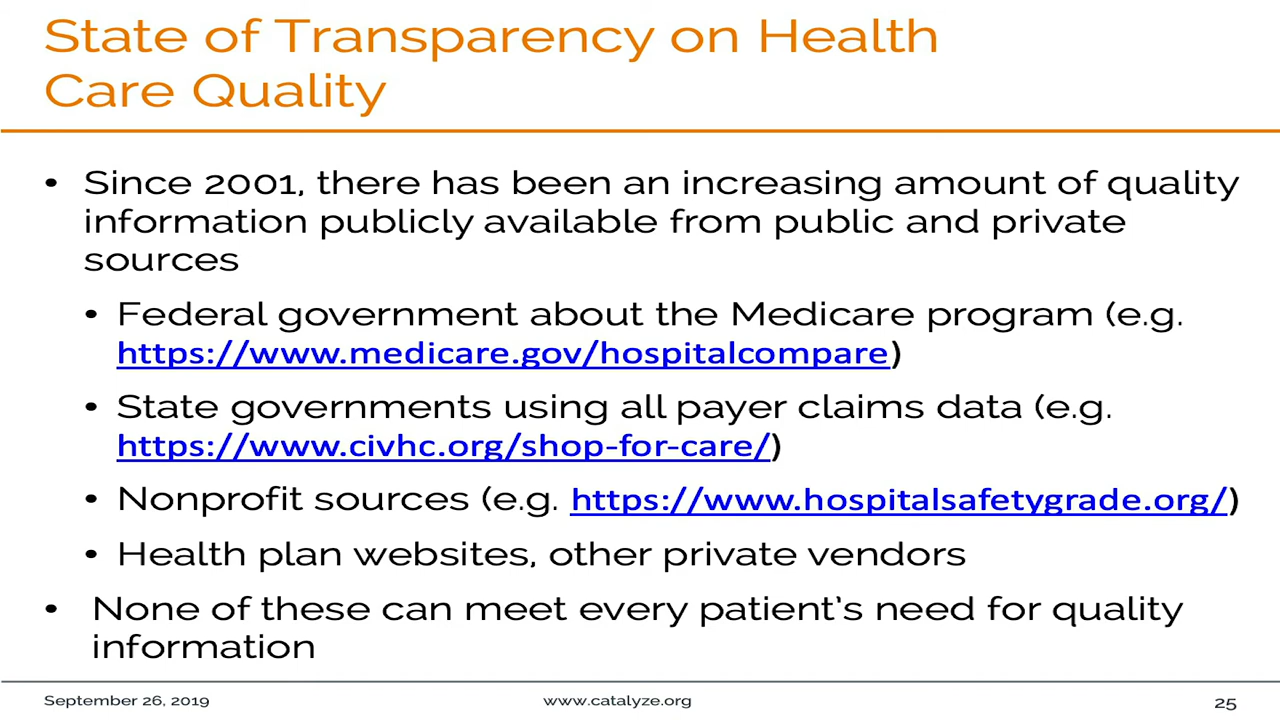 State of Transparency on Health
Care Quality
• Since 2001, there has been an increasing amount of quality
information publicly available from public and private
sources
• Federal government about the Medicare program (e.g.
https://www.medicare.gov/hospitalcompare)
• State governments using all payer claims data (e.g.
https://www.civhc.org/shop-for-care/)
• Nonprofit sources (e.g. https://www.hospitalsafetygrade.org/)
• Health plan websites, other private vendors
• None of these can meet every patient's need for quality
information
September 26, 2019 www.catalyze.org 25